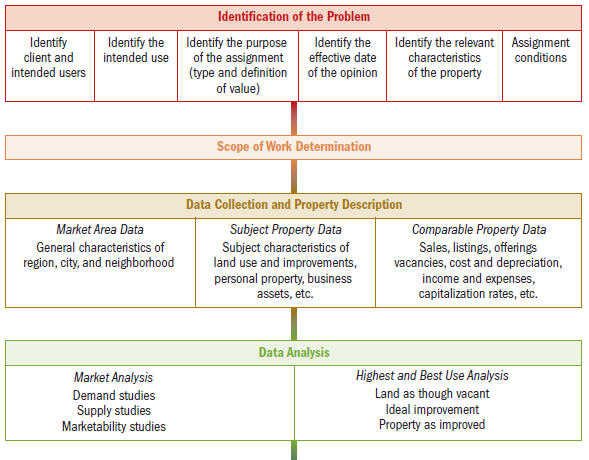 Identification of the Problem
Identify
client and
intended users
Identify the
intended use
Identify the purpose
of the assignment
(type and definition
of value)
Identify the
effective date
of the opinion
Identify the relevant
characteristics
of the property
Assignment
conditions
Scope of Work Determination
Data Collection and Property Description
Market Area Data
General characteristics of
region, city, and neighborhood
Subject Property Data
Subject characteristics of
land use and improvements,
personal property, business
assets, etc.
Comparable Property Data
Sales, listings, offerings
vacancies, cost and depreciation,
income and expenses,
capitalization rates, etc.
Data Analysis
Market Analysis
Demand studies
Supply studies
Marketability studies
Highest and Best Use Analysis
Land as though vacant
Ideal improvement
Property as improved